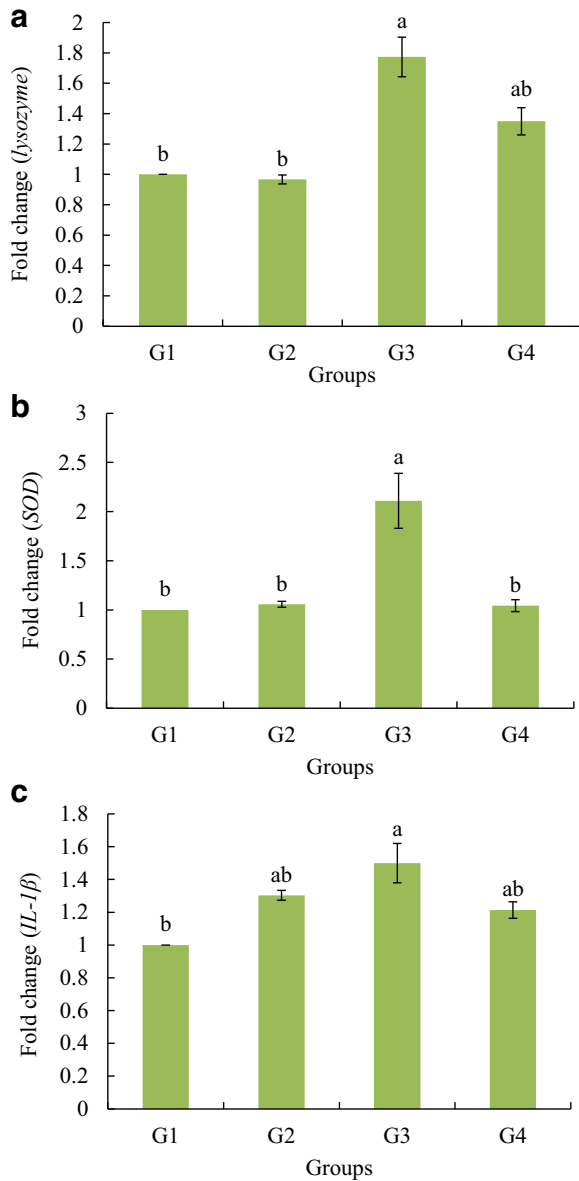 a
Fold change (lysozyme)
2
1.8
1.6
1.4
1.2
1
0.8
0.6
0.4
0.2
0
b
b
a
ab
G1 G2 G3 G4
Groups
b
Fold change (SOD)
3
2.5
2
1.5
1
0.5
0
b
b
a
b
G1 G2 G3 G4
Groups
c
Fold change (IL-1β)
1.8
1.6
1.4
1.2
1
0.8
0.6
0.4
0.2
0
b
ab
a
ab
G1 G2 G3 G4
Groups